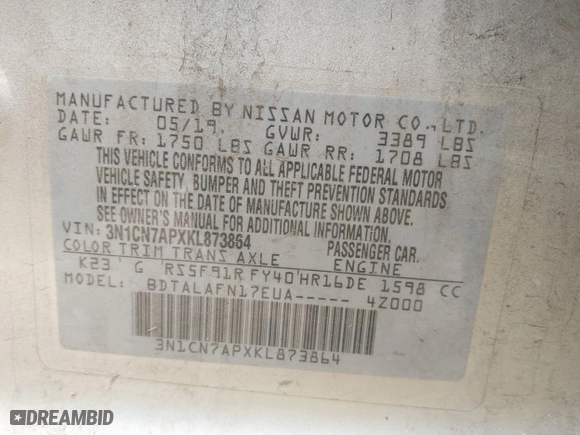 MANUFACTURED BY NISSAN MOTOR CO., LTD.
DATE: 05/19 GVWR: 3389 LBS
GAWR FR: 1750 LBS GAWR RR: 1708 LBS
THIS VEHICLE CONFORMS TO ALL APPLICABLE FEDERAL MOTOR
VEHICLE SAFETY, BUMPER AND THEFT PREVENTION STANDARDS
IN EFFECT ON THE DATE OF MANUFACTURE SHOWN ABOVE.
SEE OWNER'S MANUAL FOR ADDITIONAL INFORMATION.
VIN: 3N1CN7APXKL873864 PASSENGER CAR.
COLOR TRIM TRANS AXLE ENGINE
K23 ' G RS5F91R FY40 ' HR16DE 1598 CC
MODEL: BDTALAFN17EUA----- 4Z000
3N1CN7APXKL873864
DREAMBID